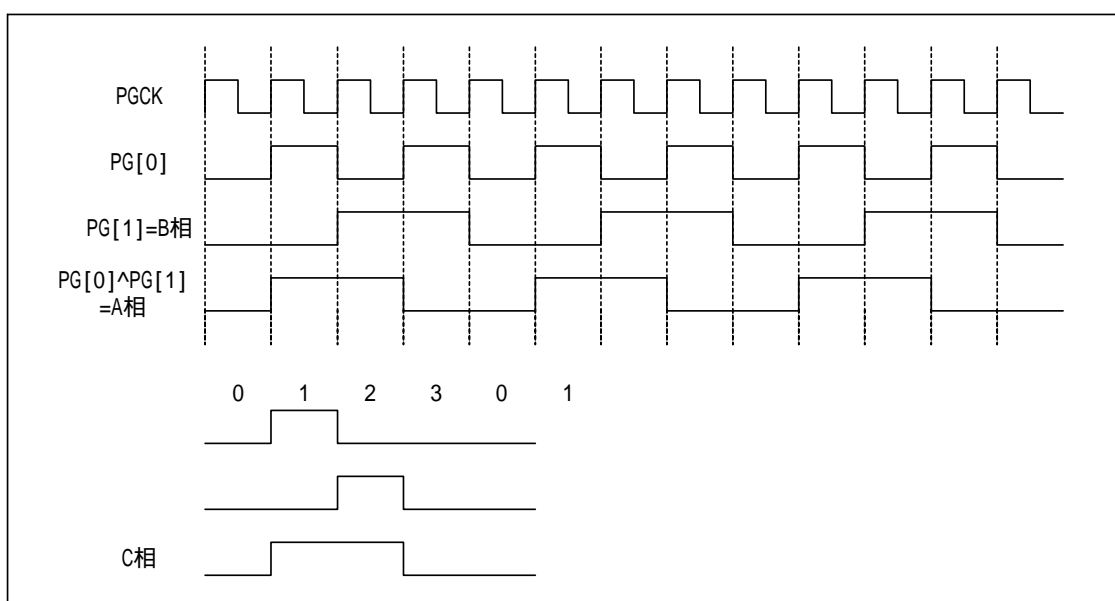 PGCK
PG[0]
PG[1]=B相
PG[0]^PG[1]
=A相
0 1 2 3 0 1
C相